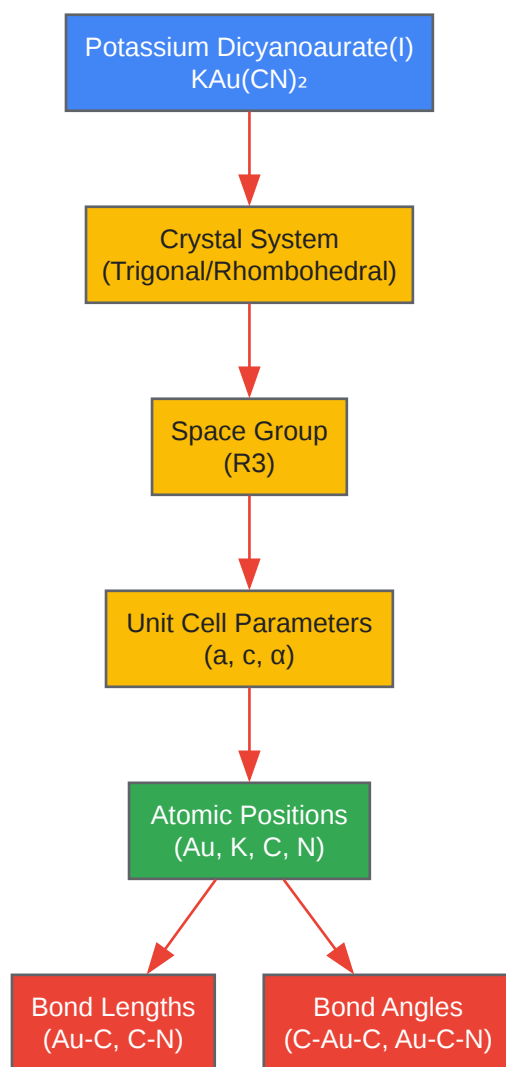 Potassium Dicyanoaurate(I)
KAu(CN)₂
Crystal System
(Trigonal/Rhombohedral)
Space Group
(R3)
Unit Cell Parameters
(a, c, α)
Atomic Positions
(Au, K, C, N)
Bond Lengths
(Au-C, C-N)
Bond Angles
(C-Au-C, Au-C-N)